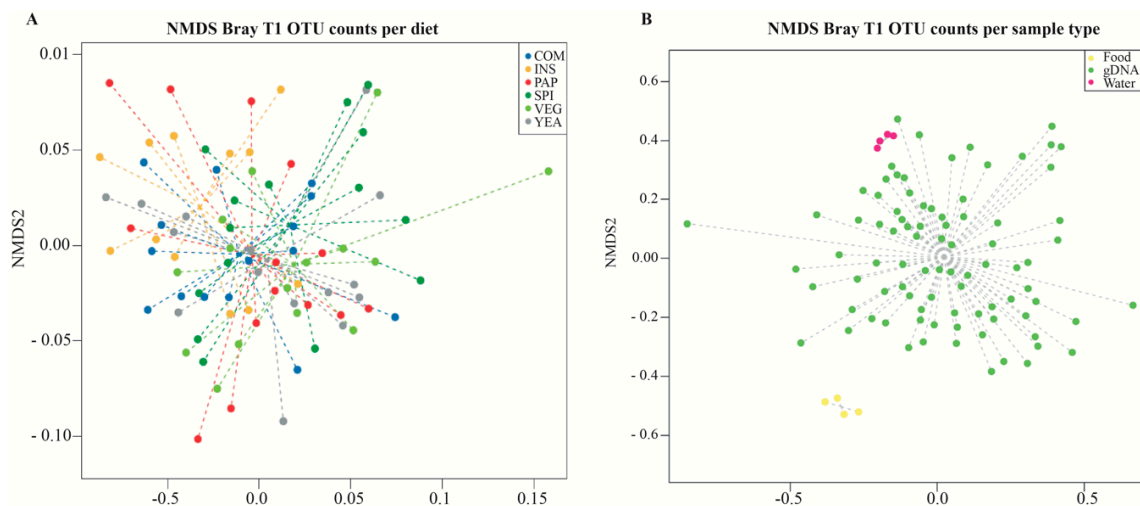 A
NMDS Bray T1 OTU counts per diet
COM
INS
PAP
SPI
VEG
YEA
NMDS2
0.01
0.05
0.00
- 0.05
- 0.10
-0.5
0.0
0.05
0.1
0.15
B
NMDS Bray T1 OTU counts per sample type
Food
gDNA
Water
NMDS2
0.6
0.4
0.2
0.00
- 0.2
- 0.4
- 0.6
-0.5
0.0
0.5